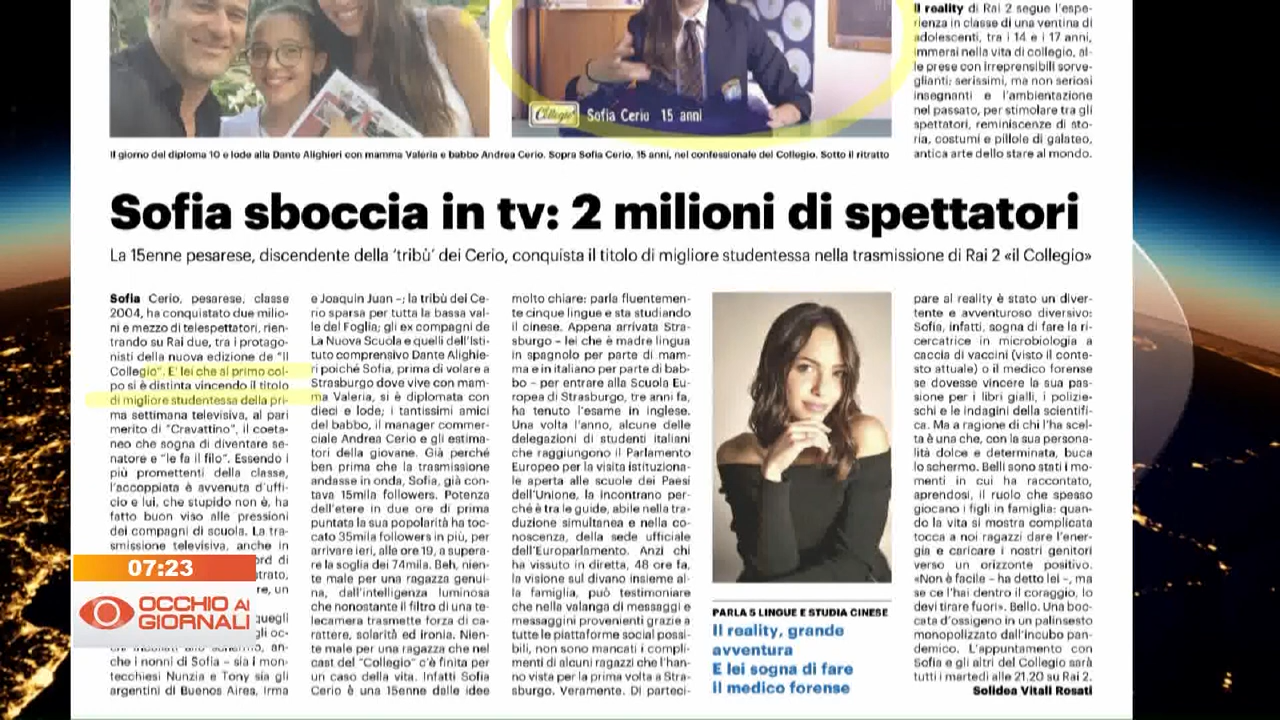 Il reality di Rai 2 segue l'espe-
rienza in classe di una ventina di
adolescenti, tra i 14 e i 17 anni,
immersi nella vita di collegio, al-
le prese con irreprensibili sorve-
glianti; serissimi, ma non seriosi
insegnanti e l'ambientazione
nel passato, per stimolare tra gli
spettatori, reminiscenze di sto-
ria, costumi e pillole di galateo,
antica arte dello stare al mondo.
Collegio
Sofia Cerio 15 anni
Il giorno del diploma 10 e lode alla Dante Alighieri con mamma Valeria e babbo Andrea Cerio. Sopra Sofia Cerio, 15 anni, nel confessionale del Collegio. Sotto il ritratto
Sofia sboccia in tv: 2 milioni di spettatori
La 15enne pesarese, discendente della 'tribù' dei Cerio, conquista il titolo di migliore studentessa nella trasmissione di Rai 2 «il Collegio»
Sofia Cerio, pesarese, classe
2004, ha conquistato due milio-
ni e mezzo di telespettatori, rien-
trando su Rai due, tra i protago-
nisti della nuova edizione de "Il
Collegio". E' lei che al primo col-
po si è distinta vincendo il titolo
di migliore studentessa della pri-
ma settimana televisiva, al pari
merito di "Cravattino", il coeta-
neo che sogna di diventare se-
natore e "le fa il filo". Essendo i
più promettenti della classe,
l'accoppiata è avvenuta d'uffi-
cio e lui, che stupido non è, ha
fatto buon viso alle pressioni
dei compagni di scuola. La tra-
smissione televisiva, anche in
ord di
trato,
re, un
quegli
gli oc-
an-
che i nonni di Sofia – sia i mon-
tecchiesi Nunzia e Tony sia gli
argentini di Buenos Aires, Irma
e Joaquin Juan –; la tribù dei Ce-
rio sparsa per tutta la bassa val-
le del Foglia; gli ex compagni de
La Nuova Scuola e quelli dell'Isti-
tuto comprensivo Dante Alighie-
ri poiché Sofia, prima di volare a
Strasburgo dove vive con mam-
ma Valeria, si è diplomata con
dieci e lode; i tantissimi amici
del babbo, il manager commer-
ciale Andrea Cerio e gli estima-
tori della giovane. Già perché
ben prima che la trasmissione
andasse in onda, Sofia, già con-
tava 15mila followers. Potenza
dell'etere in due ore di prima
puntata la sua popolarità ha toc-
cato 35mila followers in più, per
arrivare ieri, alle ore 19, a supera-
re la soglia dei 74mila. Beh, nien-
te male per una ragazza genui-
na, dall'intelligenza luminosa
che nonostante il filtro di una te-
lecamera trasmette forza di ca-
rattere, solarità ed ironia. Nien-
te male per una ragazza che nel
cast del "Collegio" c'è finita per
un caso della vita. Infatti Sofia
Cerio è una 15enne dalle idee
molto chiare: parla fluentemen-
te cinque lingue e sta studiando
il cinese. Appena arrivata Stra-
sburgo – lei che è madre lingua
in spagnolo per parte di mam-
ma e in italiano per parte di bab-
bo – per entrare alla Scuola Eu-
ropea di Strasburgo, tre anni fa,
ha tenuto l'esame in inglese.
Una volta l'anno, alcune delle
delegazioni di studenti italiani
che raggiungono il Parlamento
Europeo per la visita istituziona-
le aperta alle scuole dei Paesi
dell'Unione, la incontrano per-
ché è tra le guide, abile nella tra-
duzione simultanea e nella co-
noscenza, della sede ufficiale
dell'Europarlamento. Anzi chi
ha vissuto in diretta, 48 ore fa,
la visione sul divano insieme al-
la famiglia, può testimoniare
che nella valanga di messaggi e
messaggini provenienti grazie a
tutte le piattaforme social possi-
bili, non sono mancati i compli-
menti di alcuni ragazzi che l'han-
no vista per la prima volta a Stra-
sburgo. Veramente. Di parteci-
PARLA 5 LINGUE E STUDIA CINESE
Il reality, grande
avventura
E lei sogna di fare
Il medico forense
pare al reality è stato un diver-
tente e avventuroso diversivo:
Sofia, infatti, sogna di fare la ri-
cercatrice in microbiologia a
caccia di vaccini (visto il conte-
sto attuale) o il medico forense
se dovesse vincere la sua pas-
sione per i libri gialli, i polizie-
schi e le indagini della scientifi-
ca. Ma a ragione di chi l'ha scel-
ta è una che, con la sua persona-
lità dolce e determinata, buca
lo schermo. Belli sono stati i mo-
menti in cui ha raccontato,
aprendosi, il ruolo che spesso
giocano i figli in famiglia: quan-
do la vita si mostra complicata
tocca a noi ragazzi dare l'ener-
gia e caricare i nostri genitori
verso un orizzonte positivo.
«Non è facile – ha detto lei –, ma
se ce l'hai dentro il coraggio, lo
devi tirare fuori». Bello. Una boc-
cata d'ossigeno in un palinsesto
monopolizzato dall'incubo pan-
demico. L'appuntamento con
Sofia e gli altri del Collegio sarà
tutti i martedì alle 21,20 su Rai 2.
Solidea Vitali Rosati
07:23
OCCHIO AI
GIORNALI